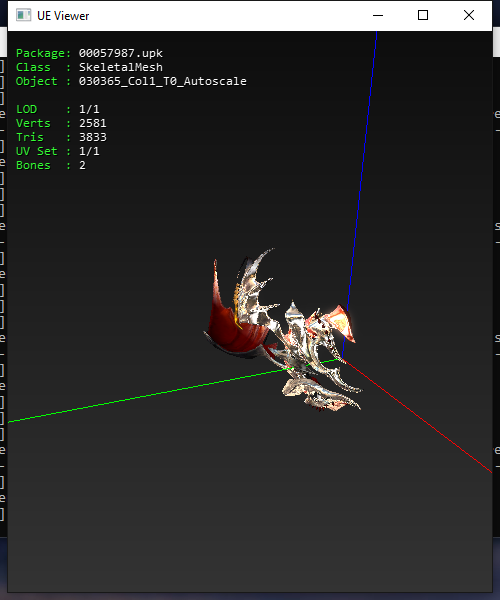 UE Viewer
Package: 00057987.upk
Class : SkeletalMesh
Object : 030365_Col1_T0_Autoscale
LOD : 1/1
Verts : 2581
Tris : 3833
UV Set : 1/1
Bones : 2